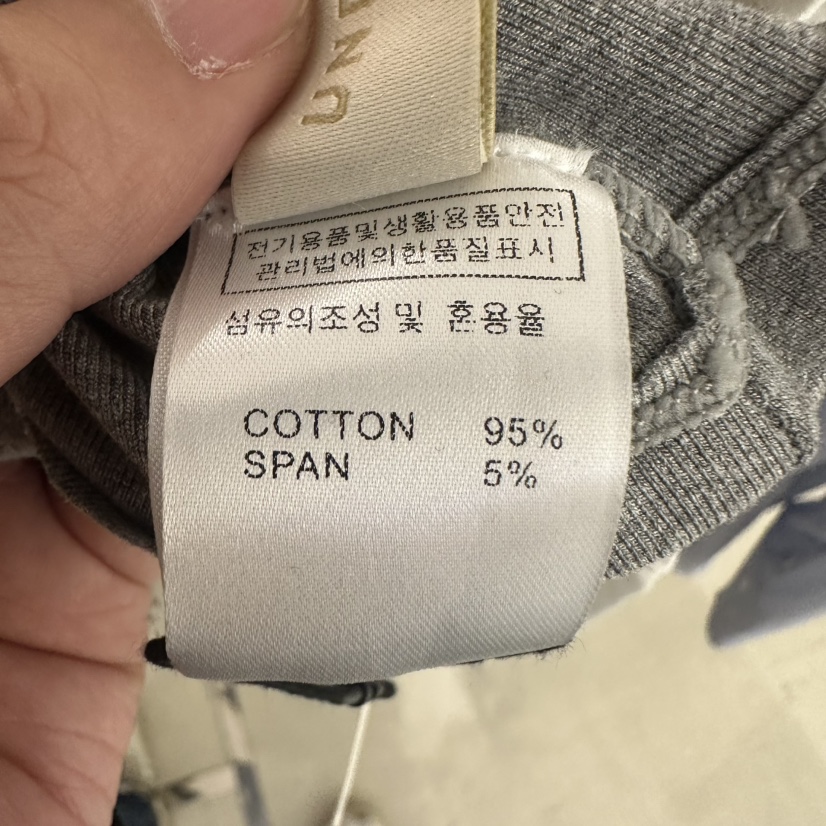 전기용품및생활용품안전
관리법에의한품질표시
섬유의조성 및 혼용율
COTTON 95%
SPAN 5%